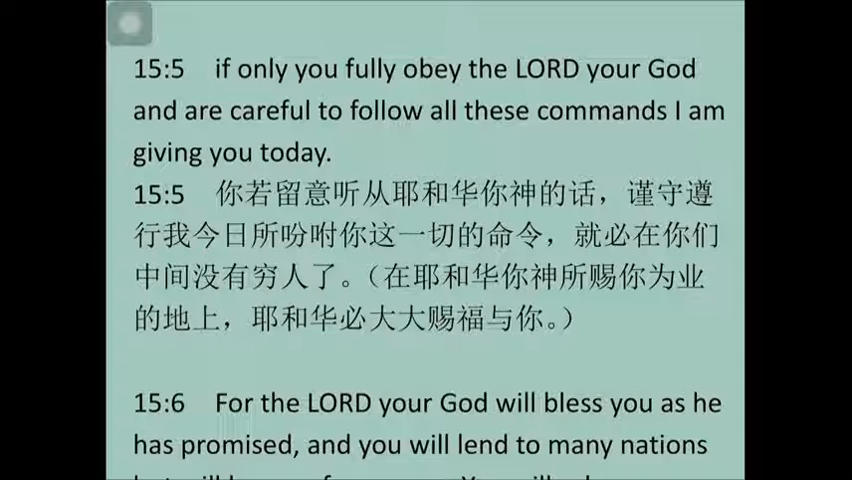 15:5 if only you fully obey the LORD your God
and are careful to follow all these commands I am
giving you today.
15:5 你若留意听从耶和华你神的话，谨守遵
行我今日所吩咐你这一切的命令，就必在你们
中间没有穷人了。（在耶和华你神所赐你为业
的地上，耶和华必大大赐福与你。）
15:6 For the LORD your God will bless you as he
has promised, and you will lend to many nations